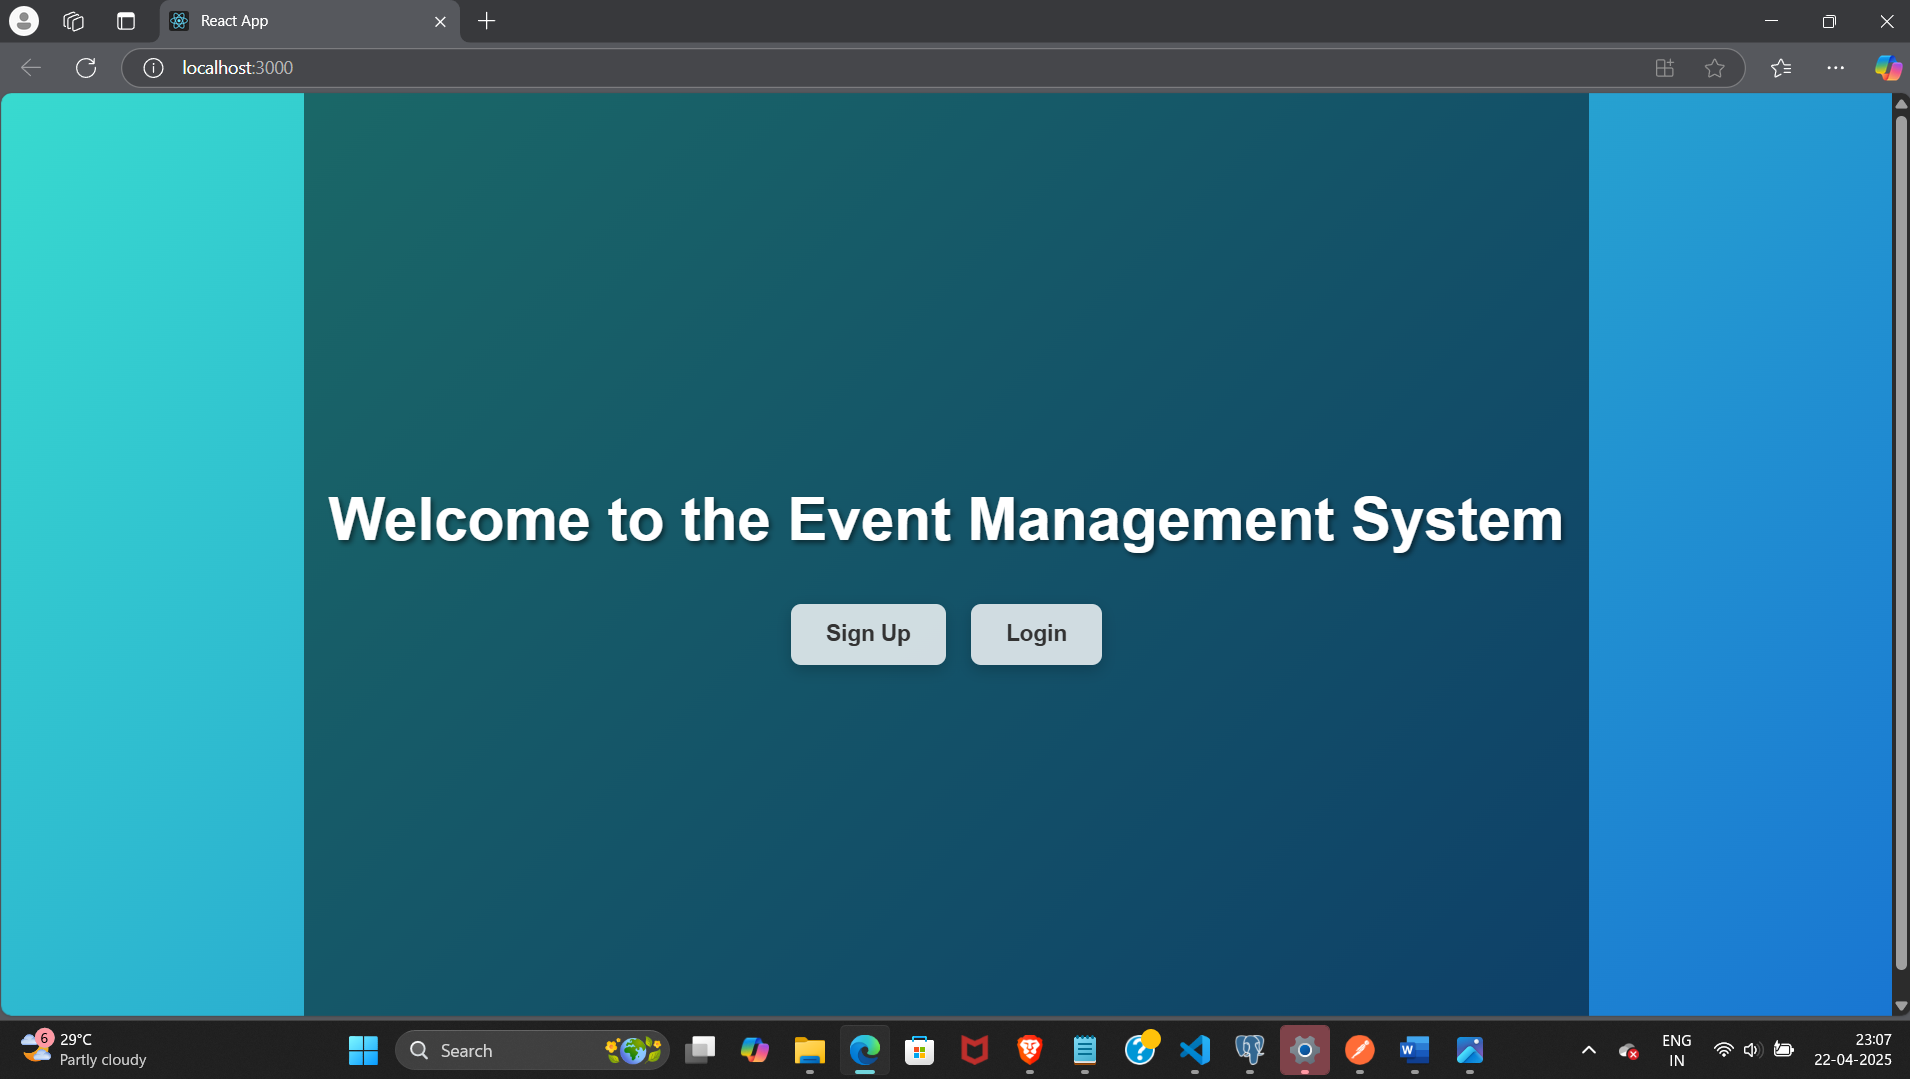 React App
localhost:3000
Welcome to the Event Management System
Sign Up
Login
6
29°C
Partly cloudy
Search
ENG
IN
23:07
22-04-2025